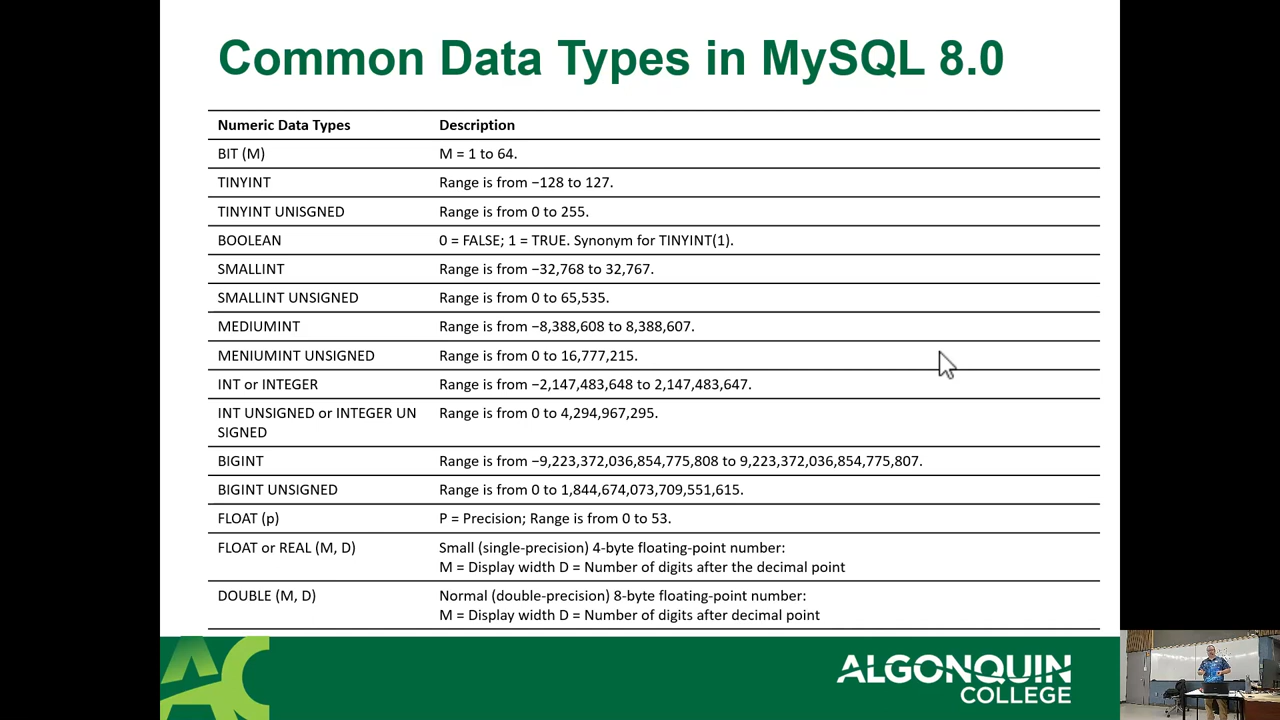 Common Data Types in MySQL 8.0
Numeric Data Types Description
BIT (M) M = 1 to 64.
TINYINT Range is from −128 to 127.
TINYINT UNISGNED Range is from 0 to 255.
BOOLEAN 0 = FALSE; 1 = TRUE. Synonym for TINYINT(1).
SMALLINT Range is from −32,768 to 32,767.
SMALLINT UNSIGNED Range is from 0 to 65,535.
MEDIUMINT Range is from −8,388,608 to 8,388,607.
MENIUMINT UNSIGNED Range is from 0 to 16,777,215.
INT or INTEGER Range is from −2,147,483,648 to 2,147,483,647.
INT UNSIGNED or INTEGER UN Range is from 0 to 4,294,967,295.
SIGNED
BIGINT Range is from −9,223,372,036,854,775,808 to 9,223,372,036,854,775,807.
BIGINT UNSIGNED Range is from 0 to 1,844,674,073,709,551,615.
FLOAT (p) P = Precision; Range is from 0 to 53.
FLOAT or REAL (M, D) Small (single-precision) 4-byte floating-point number:
M = Display width D = Number of digits after the decimal point
DOUBLE (M, D) Normal (double-precision) 8-byte floating-point number:
M = Display width D = Number of digits after decimal point
AC
ALGONQUIN
COLLEGE